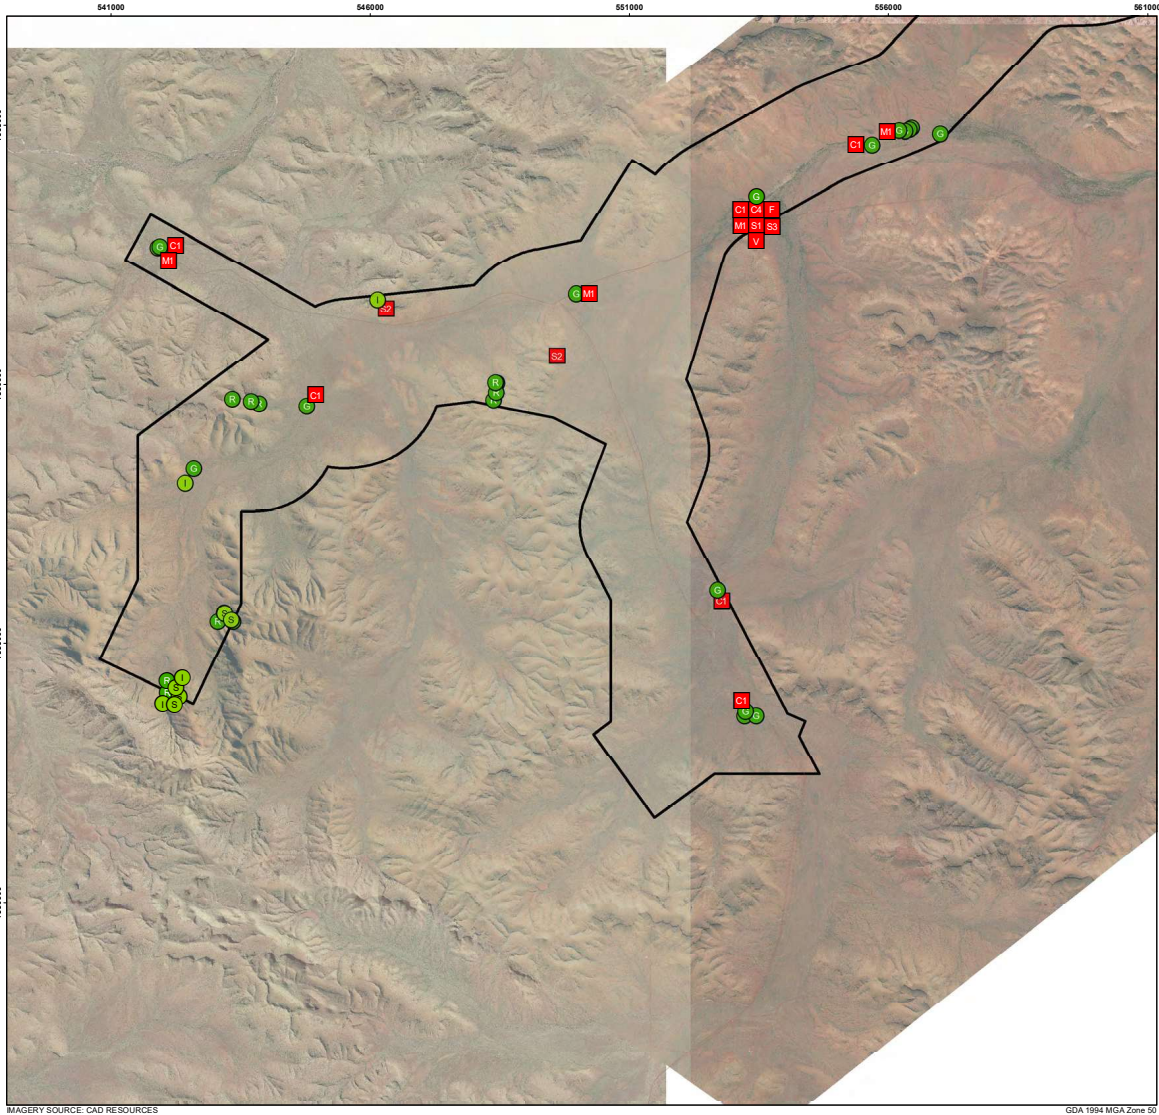 541000 546000 551000 556000 561000
M1 G G
C1 G
G
C1 C4 F
M1 S1 S3
V
G C1
M1
G M1
I
S2
R
R
C1
R R G
G
I
G
C1
S
R S
R I
S
I S
C1
G G
IMAGERY SOURCE: CAD RESOURCES GDA 1994 MGA Zone 50